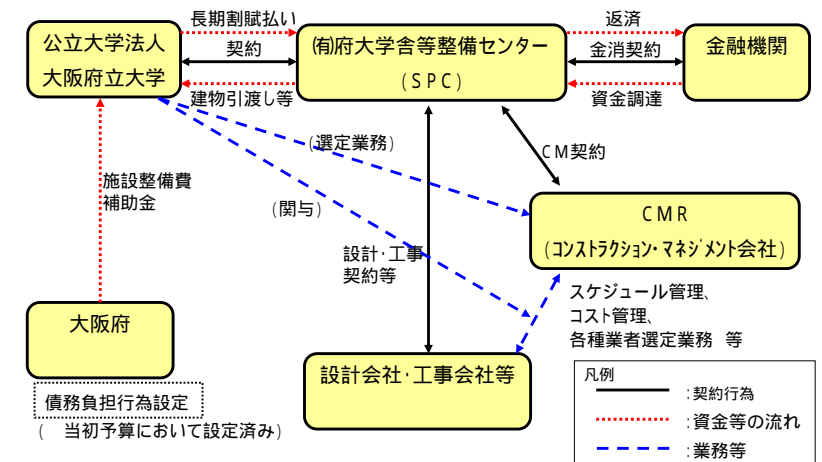 公立大学法人
大阪府立大学
長期割賦払い
契約
建物引渡し等
㈲府大学舎等整備センター
(SPC)
返済
金消契約
資金調達
金融機関
(選定業務)
CM契約
施設整備費
補助金
(関与)
設計・工事
契約等
CMR
(コンストラクション・マネジメント会社)
スケジュール管理、
コスト管理、
各種業者選定業務 等
大阪府
設計会社・工事会社等
債務負担行為設定
( 当初予算において設定済み)
凡例
:契約行為
:資金等の流れ
:業務等